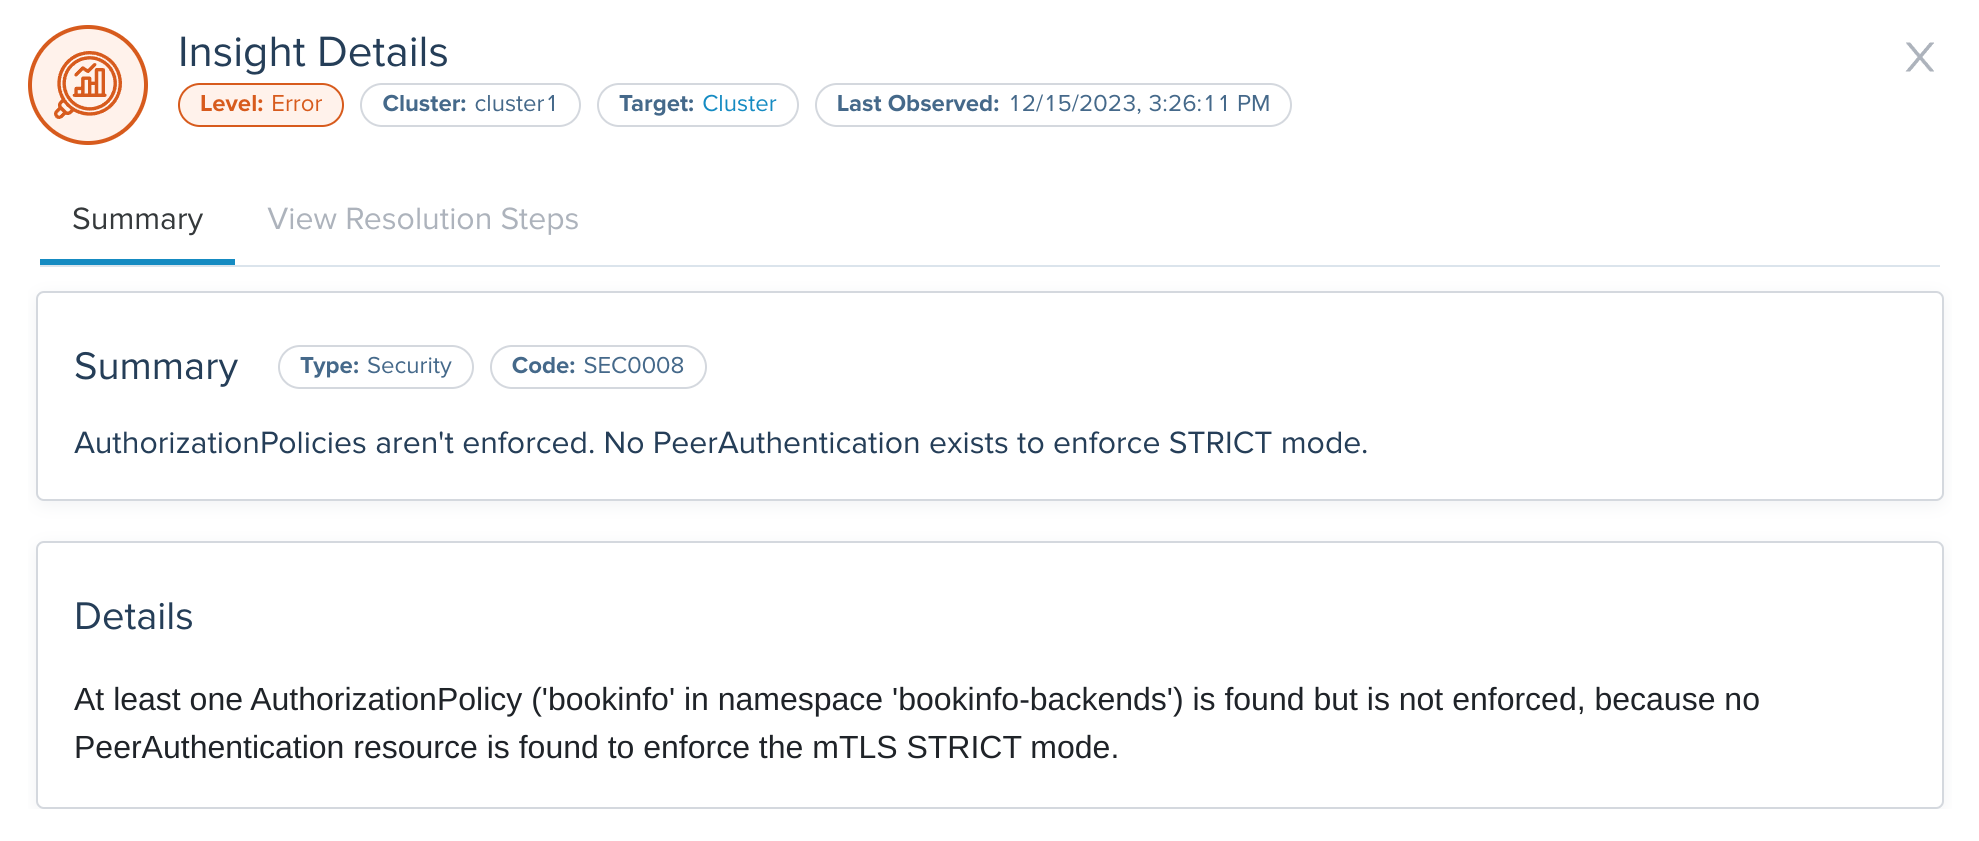 Insight Details
Level: Error Cluster: cluster1 Target: Cluster Last Observed: 12/15/2023, 3:26:11 PM
X
Summary View Resolution Steps
Summary Type: Security Code: SEC0008
AuthorizationPolicies aren't enforced. No PeerAuthentication exists to enforce STRICT mode.
Details
At least one AuthorizationPolicy ('bookinfo' in namespace 'bookinfo-backends') is found but is not enforced, because no
PeerAuthentication resource is found to enforce the mTLS STRICT mode.